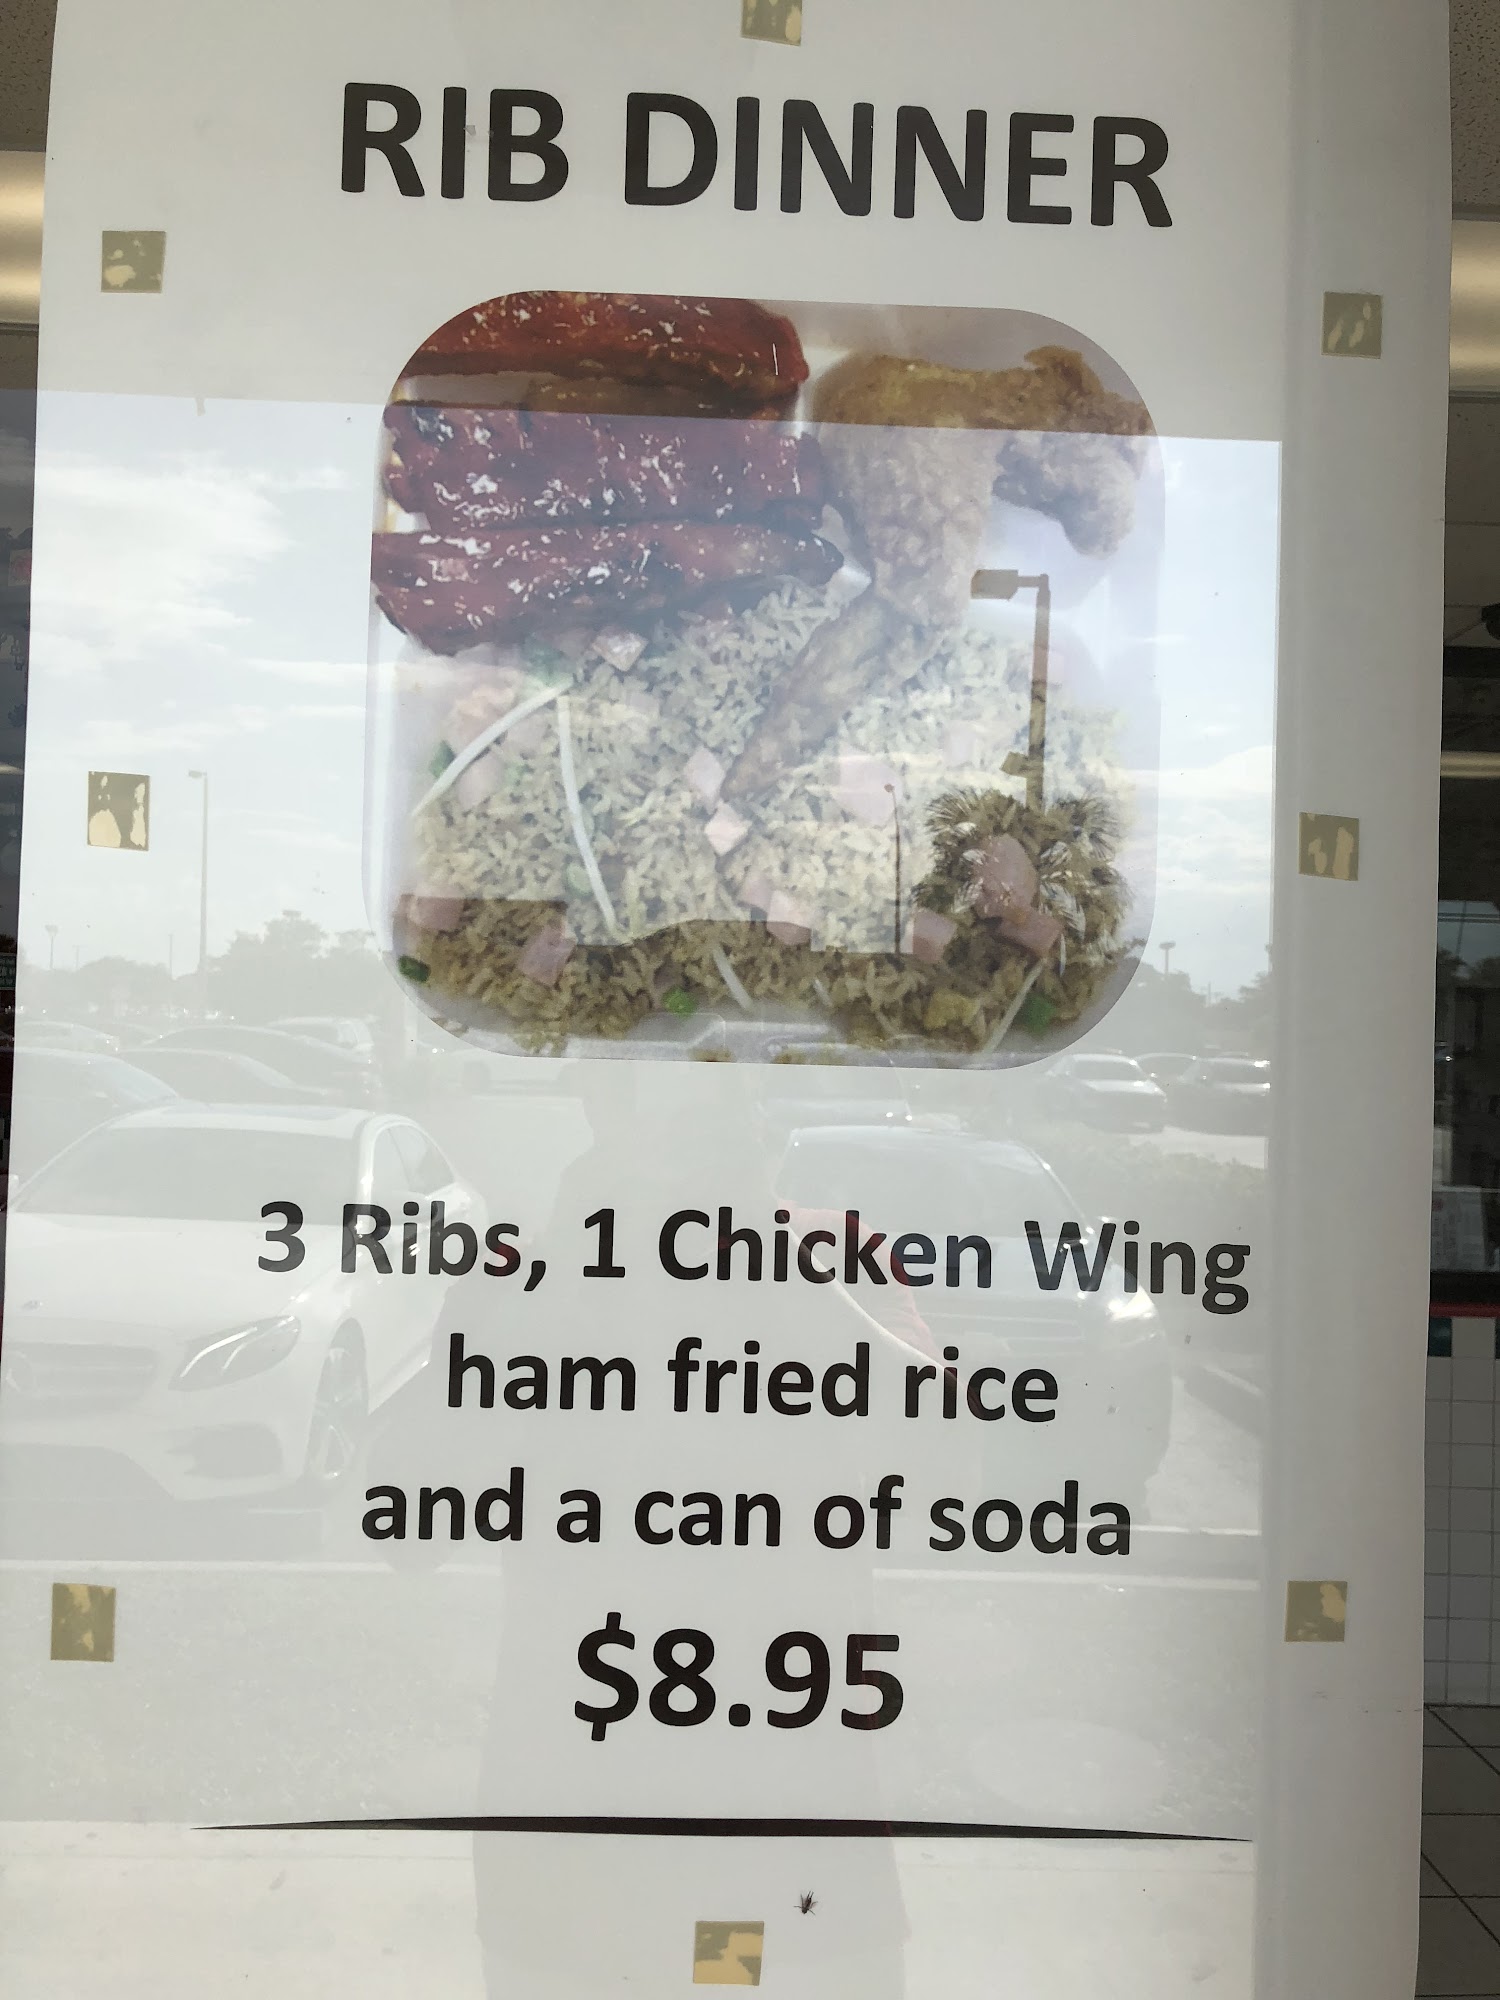 RIB DINNER
3 Ribs, 1 Chicken Wing
ham fried rice
and a can of soda
$8.95